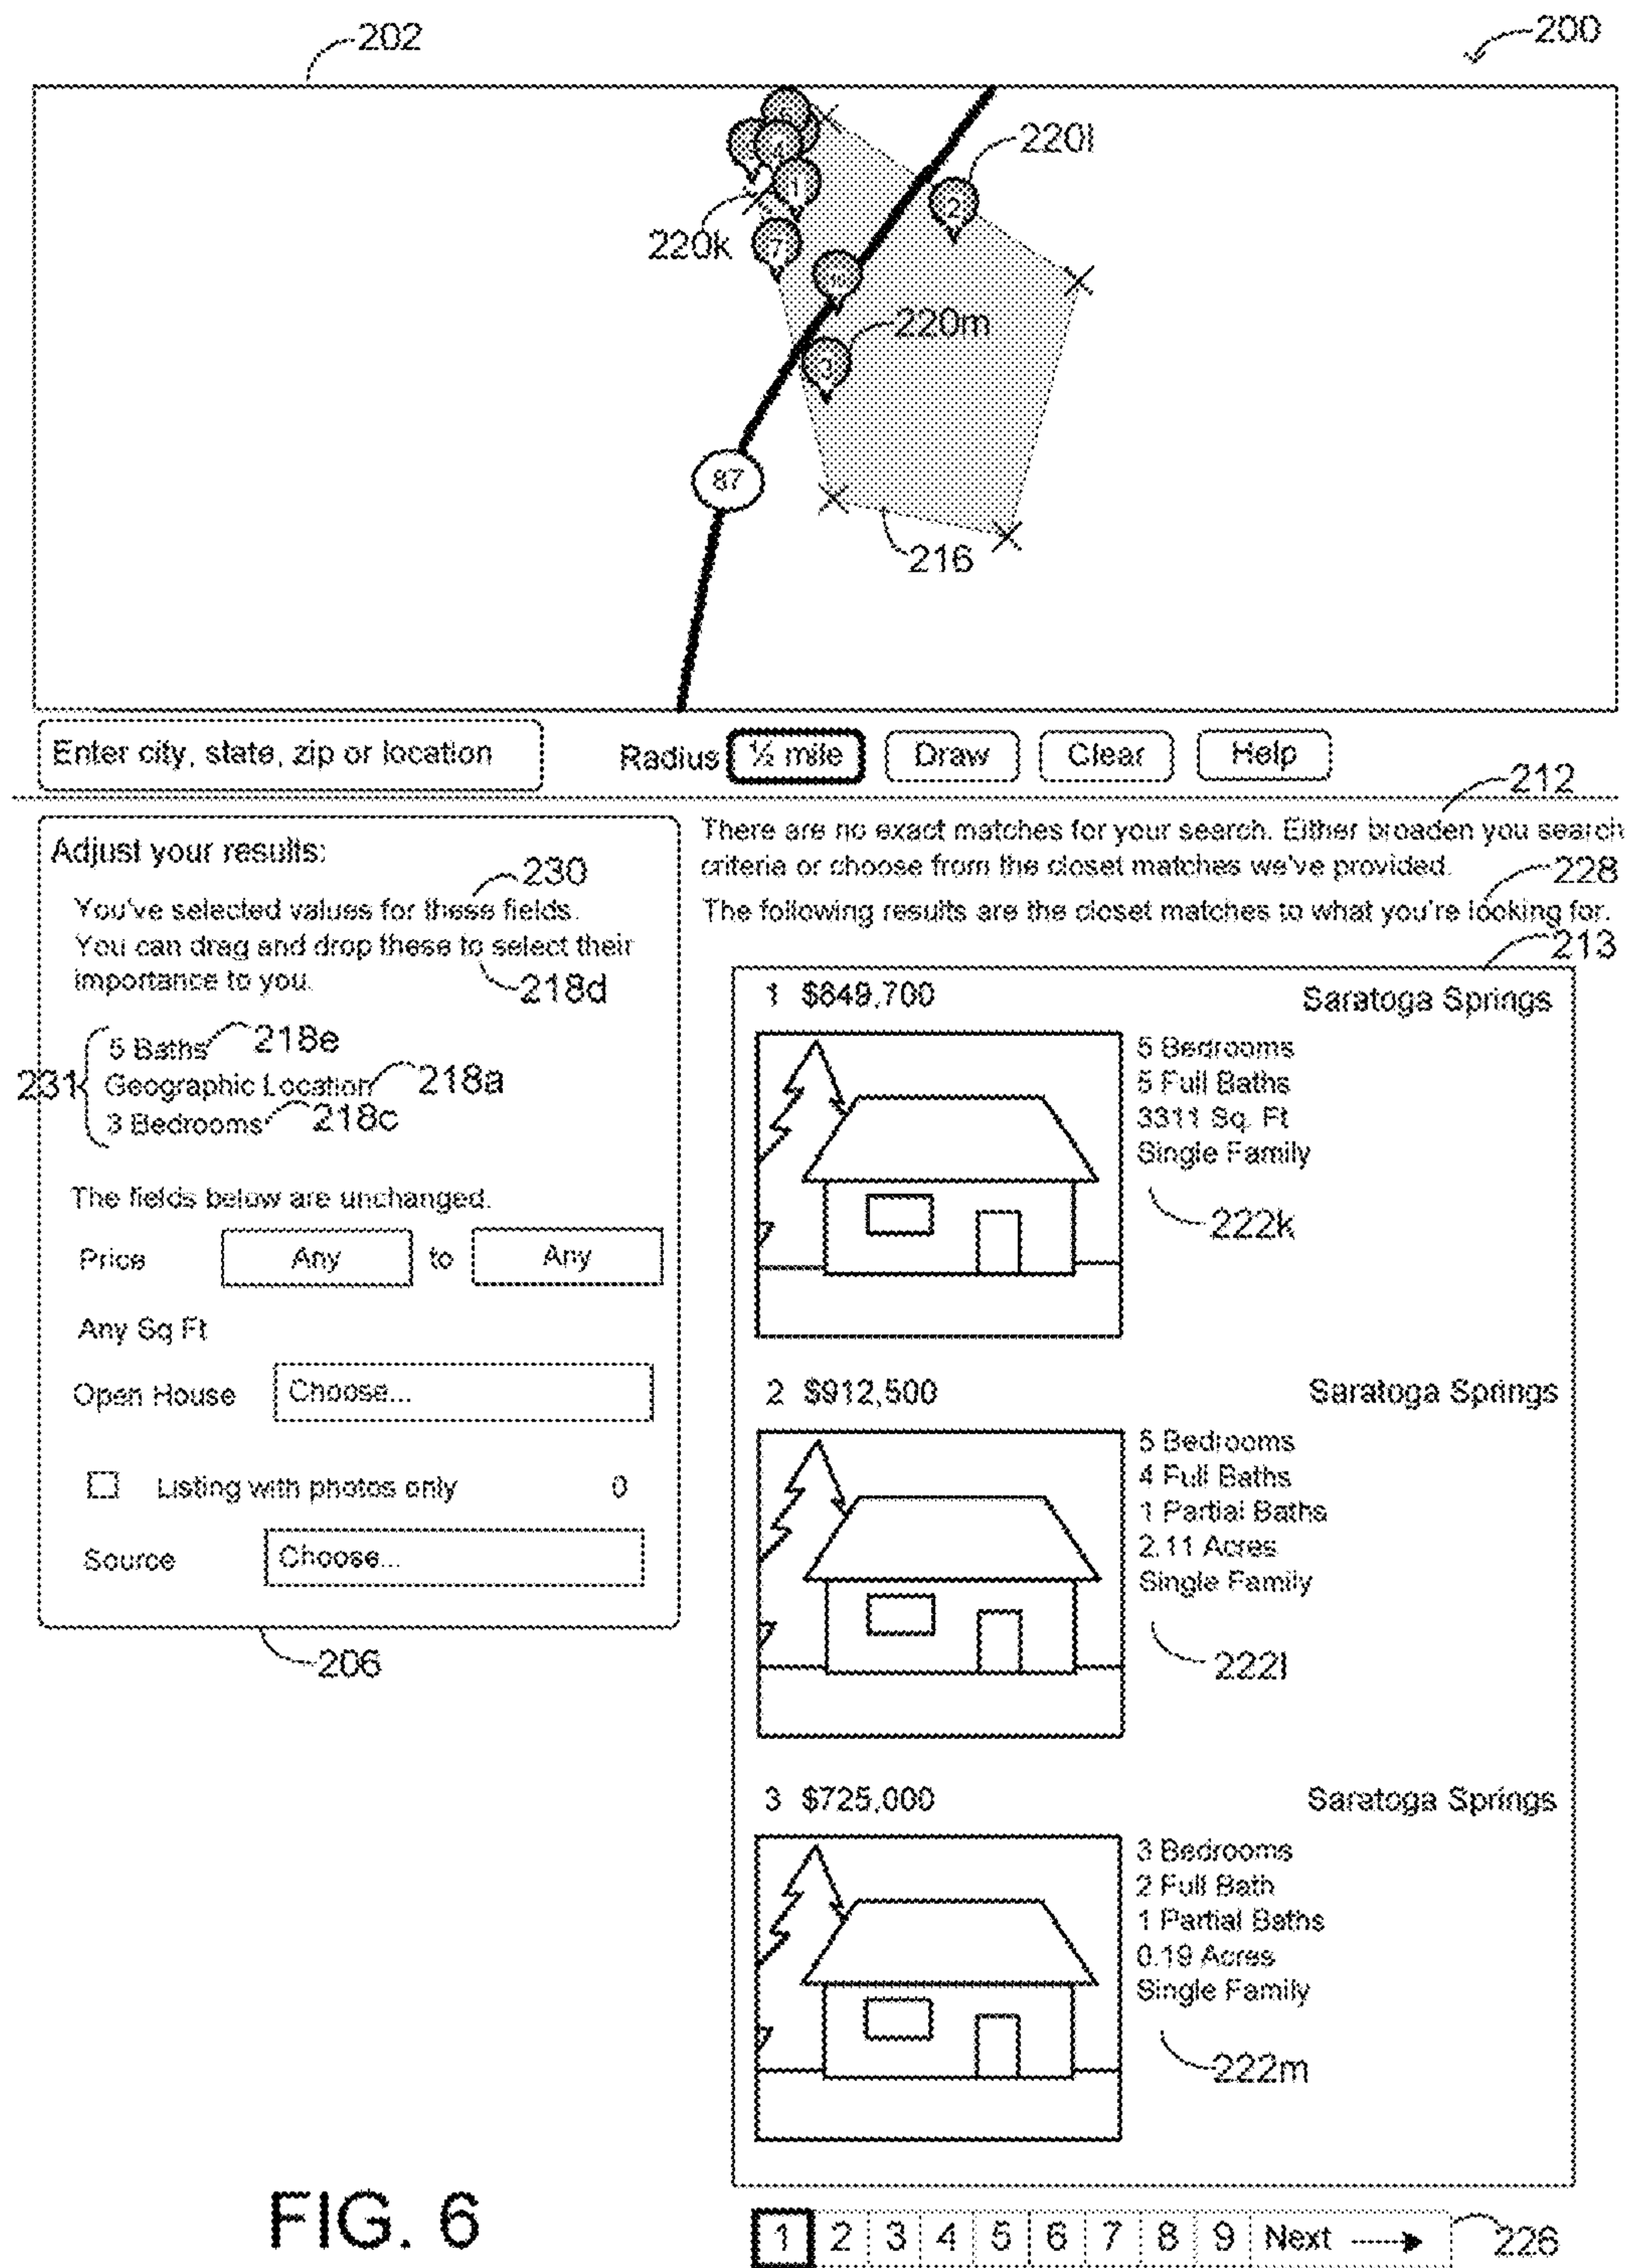 202
200
220l
2
1
220k
7
220m
3
87
216
Enter city, state, zip or location Radius ½ mile Draw Clear Help
212
There are no exact matches for your search. Either broaden you search
criteria or choose from the closet matches we've provided.
228
The following results are the closet matches to what you're looking for.
213
Adjust your results:
230
You've selected values for these fields.
You can drag and drop these to select their
importance to you.
218d
5 Baths 218e
231 Geographic Location 218a
3 Bedrooms 218c
The fields below are unchanged.
Price Any to Any
Any Sq Ft
Open House Choose...
Listing with photos only 0
Source Choose...
206
1 $849,700 Saratoga Springs
5 Bedrooms
5 Full Baths
3311 Sq. Ft
Single Family
222k
2 $912,500 Saratoga Springs
5 Bedrooms
4 Full Baths
1 Partial Baths
2.11 Acres
Single Family
222l
3 $725,000 Saratoga Springs
3 Bedrooms
2 Full Bath
1 Partial Baths
0.19 Acres
Single Family
222m
1 2 3 4 5 6 7 8 9 Next
226
FIG. 6